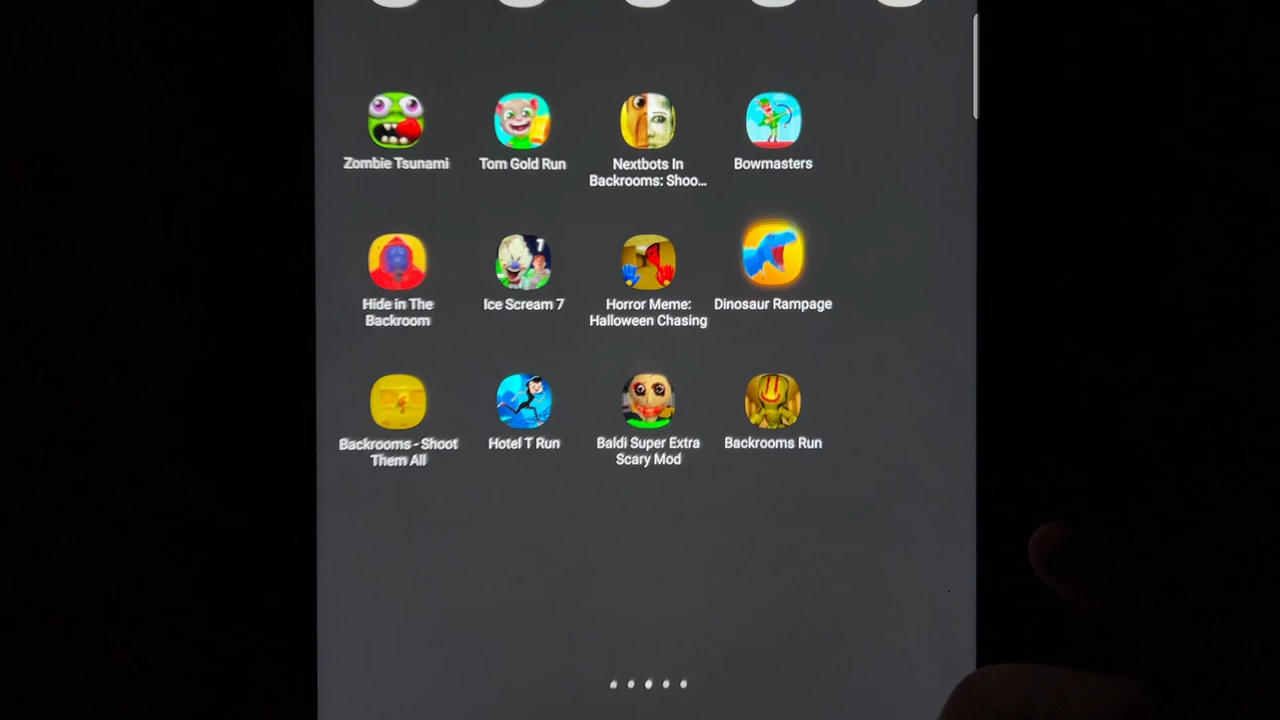 Zombie Tsunami
Tom Gold Run
Nextbots In
Backrooms: Shoo...
Bowmasters
Hide in The
Backroom
1
Ice Scream 7
Horror Meme:
Halloween Chasing
Dinosaur Rampage
Backrooms - Shoot
Them All
Hotel T Run
Baldi Super Extra
Scary Mod
Backrooms Run